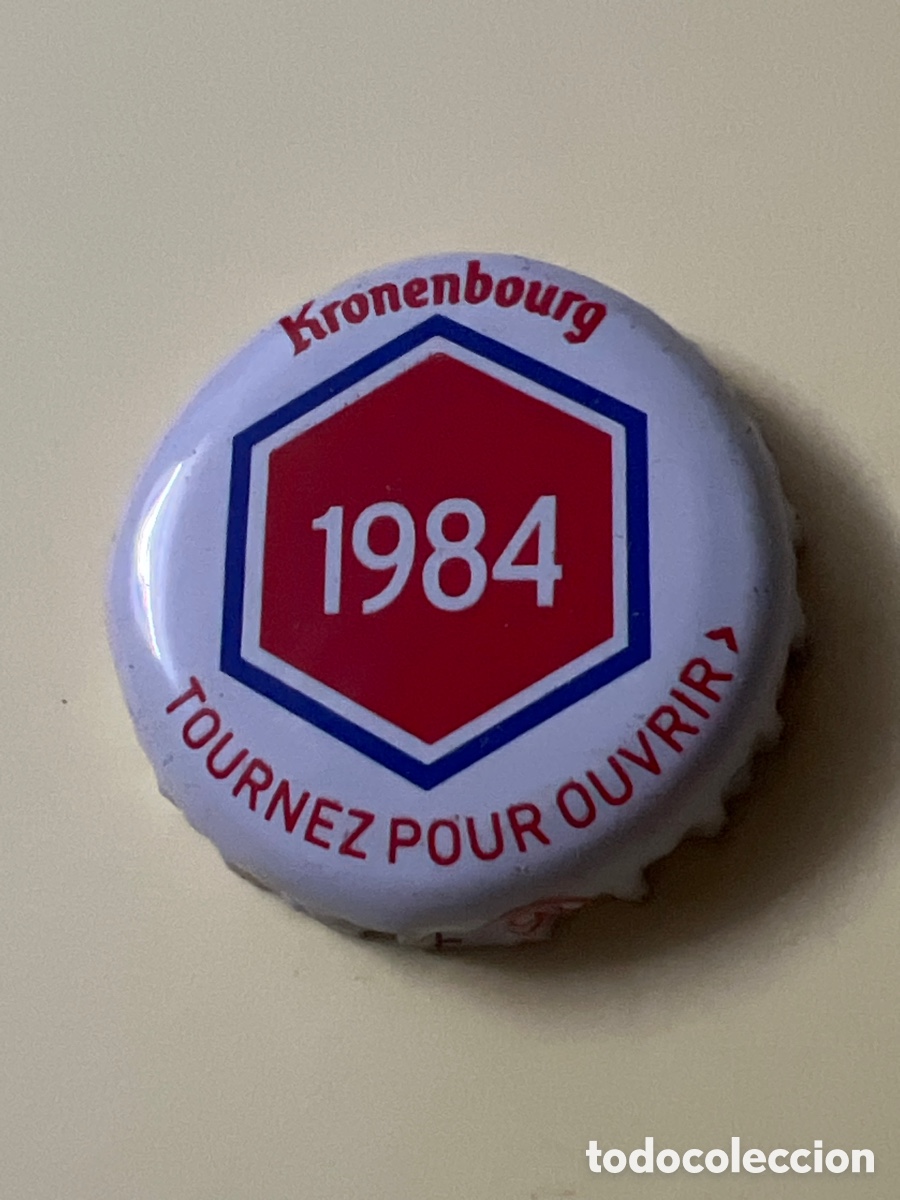 Kronenbourg
1984
TOURNEZ POUR OUVRIR >
todocoleccion